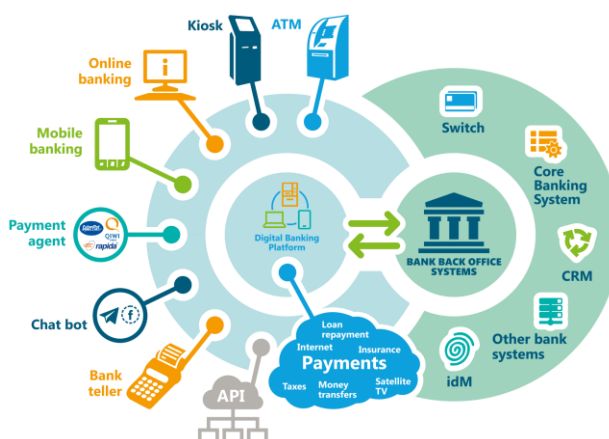 Kiosk
ATM
Online
banking
Mobile
banking
Payment
agent
QIWI
rapida
Chat bot
Bank
teller
API
Digital Banking
Platform
BANK BACK OFFICE
SYSTEMS
Switch
Core
Banking
System
CRM
Other bank
systems
idM
Loan
repayment
Internet
Insurance
Payments
Taxes
Money
transfers
Satellite
TV